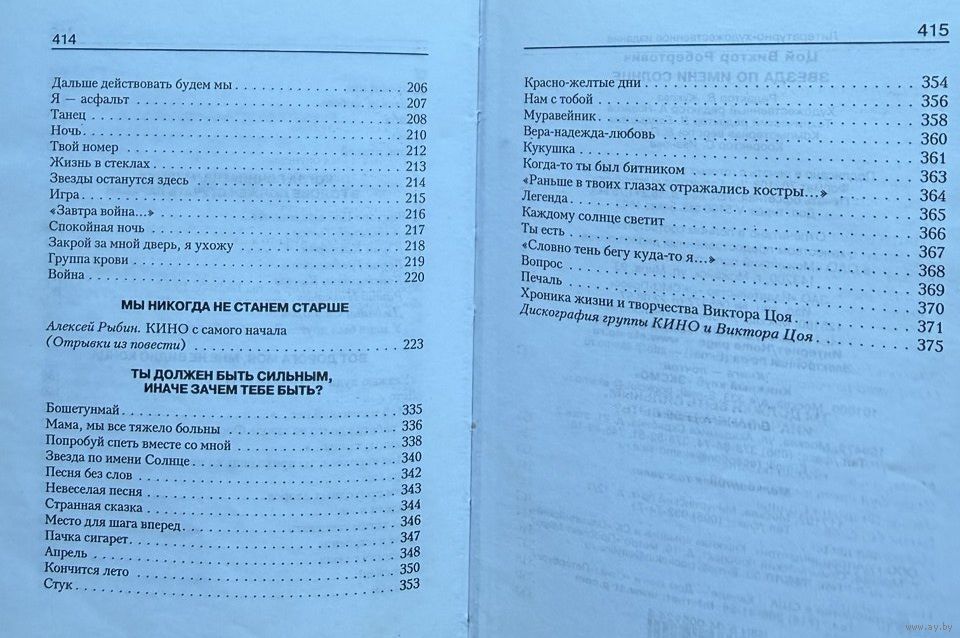 414
Дальше действовать будем мы . . . 206
Я — асфальт . . . 207
Танец . . . 208
Ночь . . . 210
Твой номер . . . 212
Жизнь в стеклах . . . 213
Звезды останутся здесь . . . 214
Игра . . . 215
«Завтра война...» . . . 216
Спокойная ночь . . . 217
Закрой за мной дверь, я ухожу . . . 218
Группа крови . . . 219
Война . . . 220
МЫ НИКОГДА НЕ СТАНЕМ СТАРШЕ
Алексей Рыбин. КИНО с самого начала
(Отрывки из повести) . . . 223
ТЫ ДОЛЖЕН БЫТЬ СИЛЬНЫМ,
ИНАЧЕ ЗАЧЕМ ТЕБЕ БЫТЬ?
Бошетунмай . . . 335
Мама, мы все тяжело больны . . . 336
Попробуй спеть вместе со мной . . . 338
Звезда по имени Солнце . . . 340
Песня без слов . . . 342
Невеселая песня . . . 343
Странная сказка . . . 344
Место для шага вперед . . . 346
Пачка сигарет . . . 347
Апрель . . . 348
Кончится лето . . . 350
Стук . . . 353
415
Красно-желтые дни . . . 354
Нам с тобой . . . 356
Муравейник . . . 358
Вера-надежда-любовь . . . 360
Кукушка . . . 361
Когда-то ты был битником . . . 363
«Раньше в твоих глазах отражались костры...» . . . 364
Легенда . . . 365
Каждому солнце светит . . . 366
Ты есть . . . 367
«Словно тень бегу куда-то я...» . . . 368
Вопрос . . . 369
Печаль . . . 370
Хроника жизни и творчества Виктора Цоя . . . 371
Дискография группы КИНО и Виктора Цоя . . . 375
www.ay.by